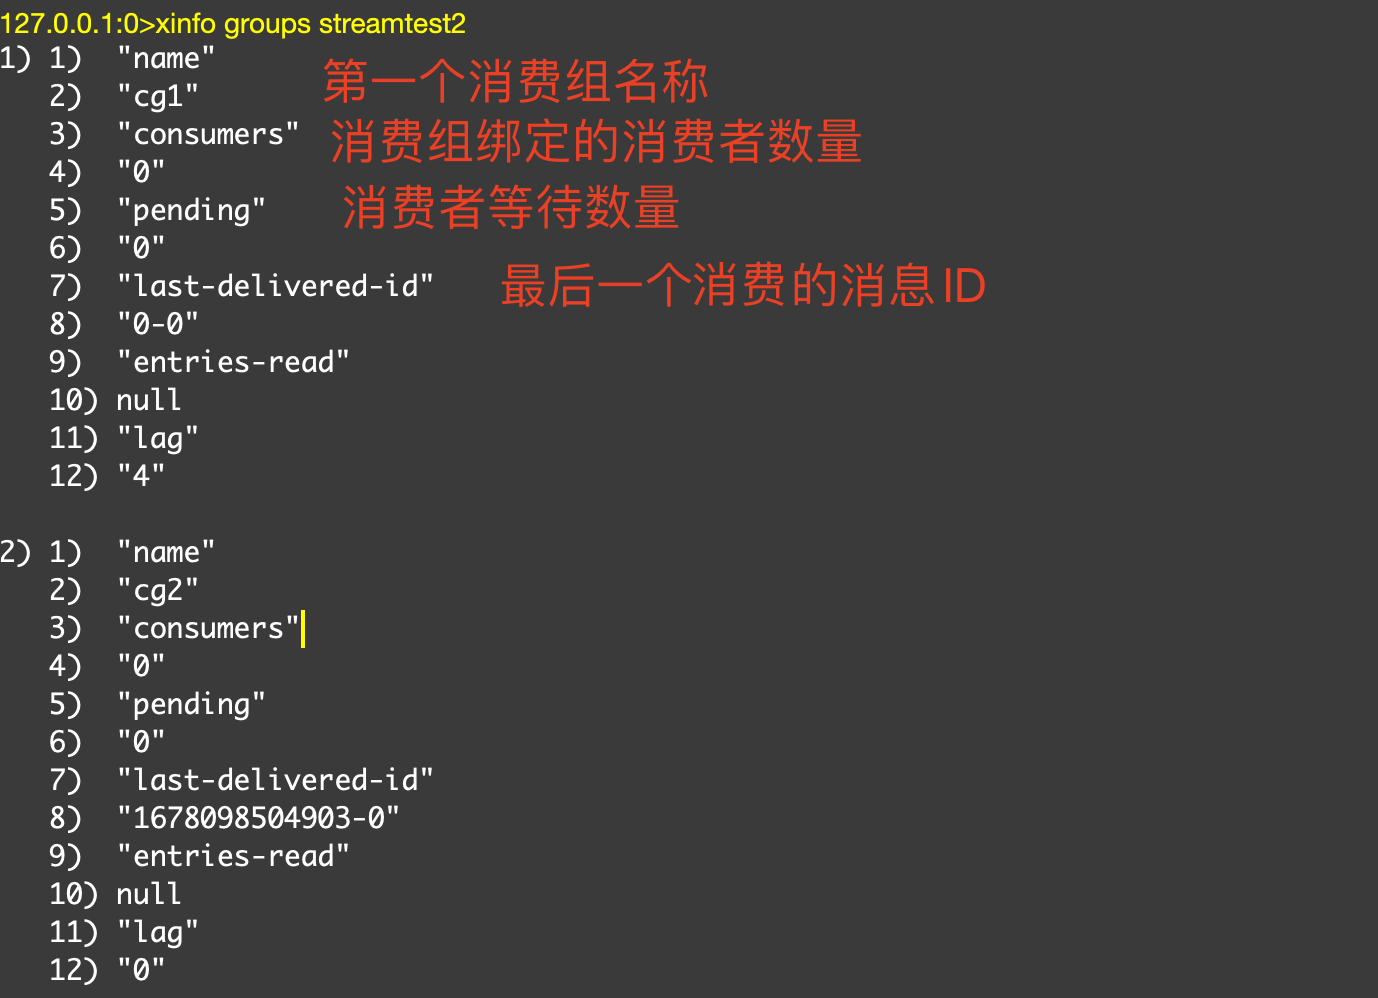 127.0.0.1:0>xinfo groups streamtest2
1) 1) "name"
第一个消费组名称
2) "cg1"
3) "consumers" 消费组绑定的消费者数量
4) "0"
5) "pending" 消费者等待数量
6) "0"
7) "last-delivered-id" 最后一个消费的消息ID
8) "0-0"
9) "entries-read"
10) null
11) "lag"
12) "4"
2) 1) "name"
2) "cg2"
3) "consumers"
4) "0"
5) "pending"
6) "0"
7) "last-delivered-id"
8) "1678098504903-0"
9) "entries-read"
10) null
11) "lag"
12) "0"